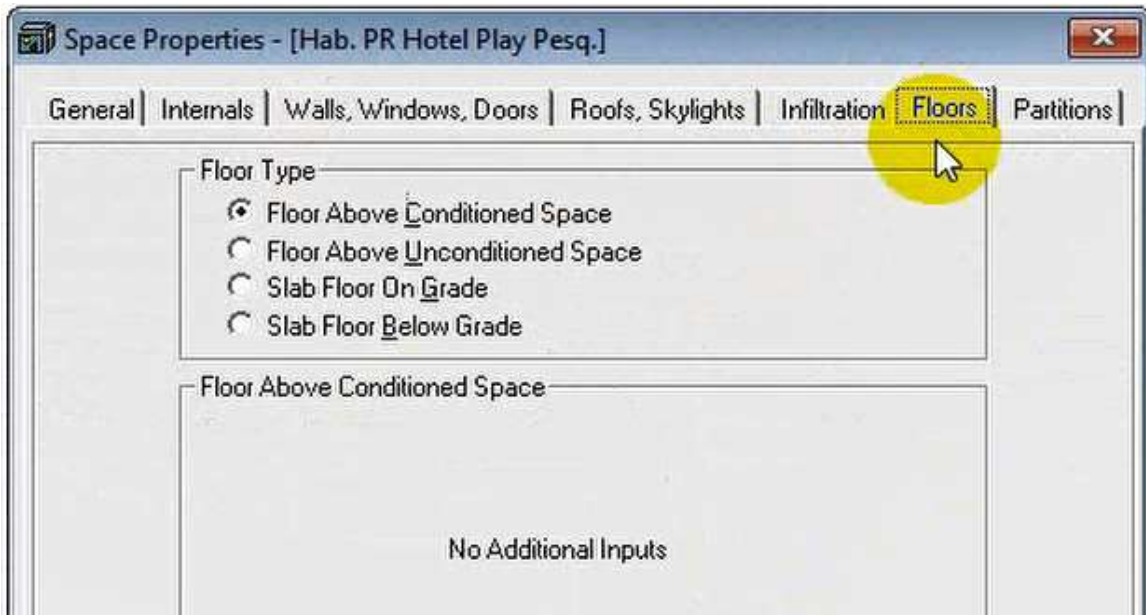 Space Properties - [Hab. PR Hotel Play Pesq.]
General Internals Walls, Windows, Doors Roofs, Skylights Infiltration Floors Partitions
Floor Type
Floor Above Conditioned Space
Floor Above Unconditioned Space
Slab Floor On Grade
Slab Floor Below Grade
Floor Above Conditioned Space
No Additional Inputs